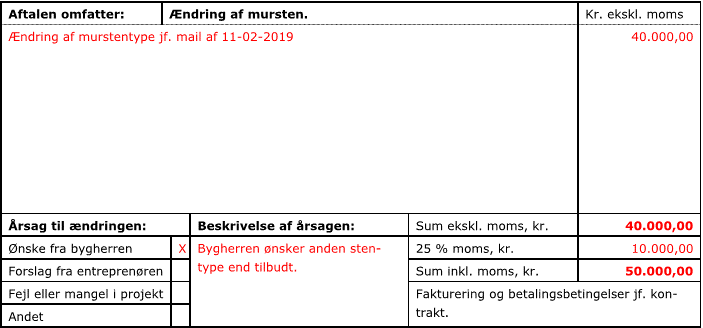 Aftalen omfatter: Ændring af mursten. Kr. ekskl. moms
Ændring af murstentype jf. mail af 11-02-2019 40.000,00
Årsag til ændringen: Beskrivelse af årsagen: Sum ekskl. moms, kr. 40.000,00
Ønske fra bygherren X Bygherren ønsker anden sten- 25 % moms, kr. 10.000,00
Forslag fra entreprenøren type end tilbudt. Sum inkl. moms, kr. 50.000,00
Fejl eller mangel i projekt Fakturering og betalingsbetingelser jf. kon-
Andet trakt.